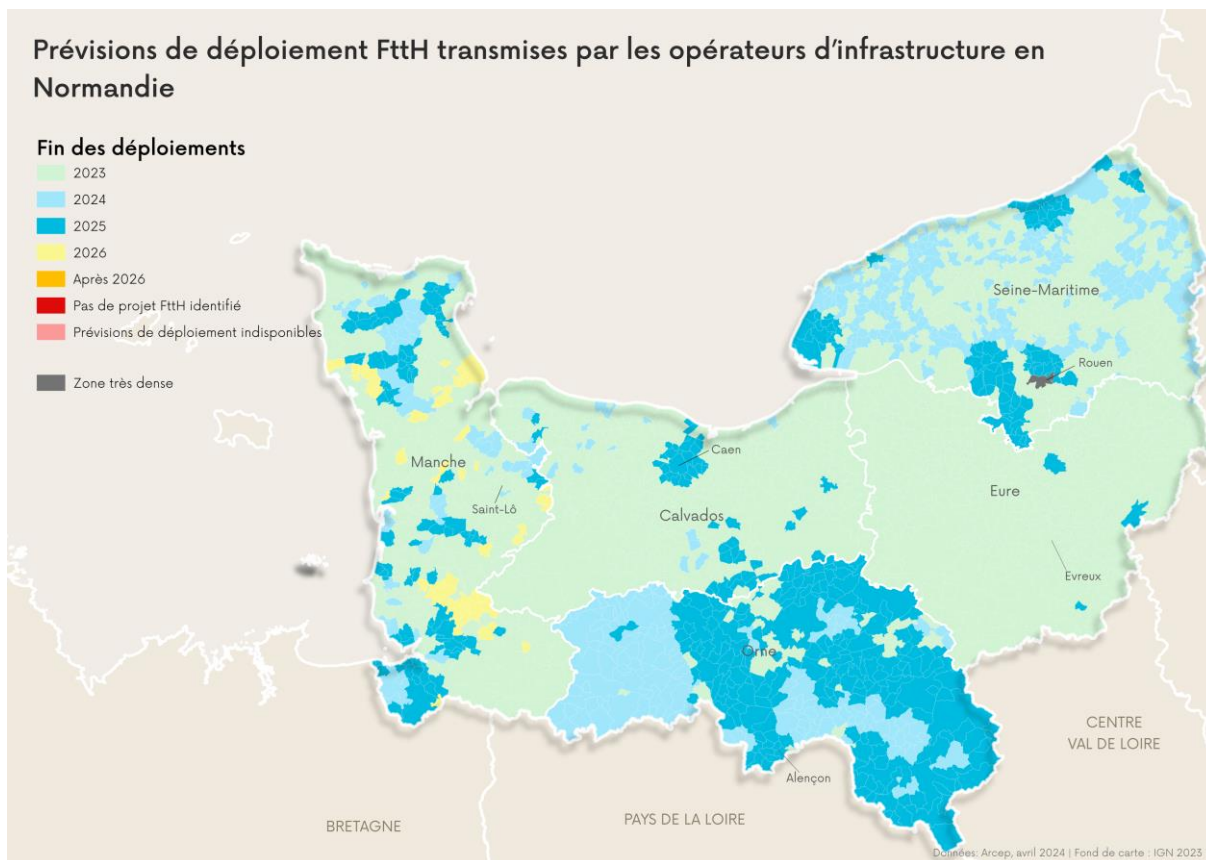 Prévisions de déploiement FttH transmises par les opérateurs d'infrastructure en
Normandie
Fin des déploiements
2023
2024
2025
2026
Après 2026
Pas de projet FttH identifié
Prévisions de déploiement indisponibles
Zone très dense
Seine-Maritime
Rouen
Manche
Caen
Saint-Lô
Calvados
Eure
Evreux
Orne
Alençon
CENTRE
VAL DE LOIRE
PAYS DE LA LOIRE
BRETAGNE
Données: Arcep, avril 2024 | Fond de carte : IGN 2023